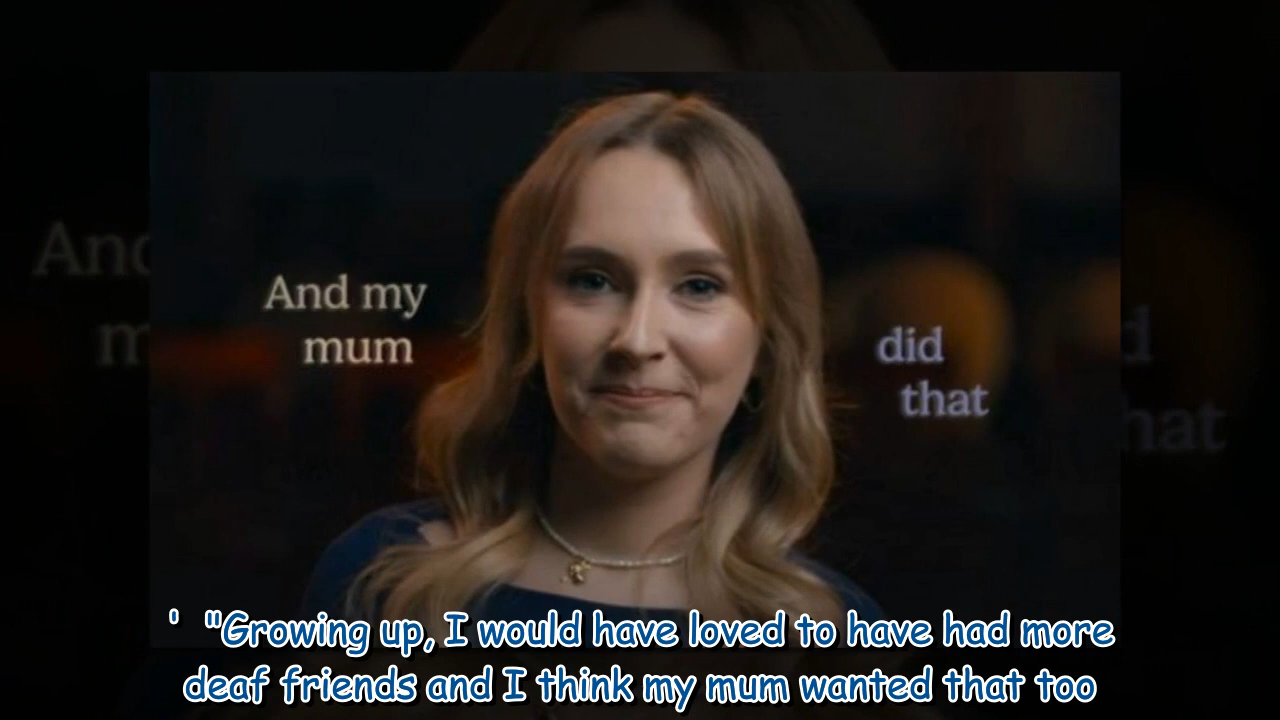 And my
mum
did
that
' "Growing up, I would have loved to have had more
deaf friends and I think my mum wanted that too